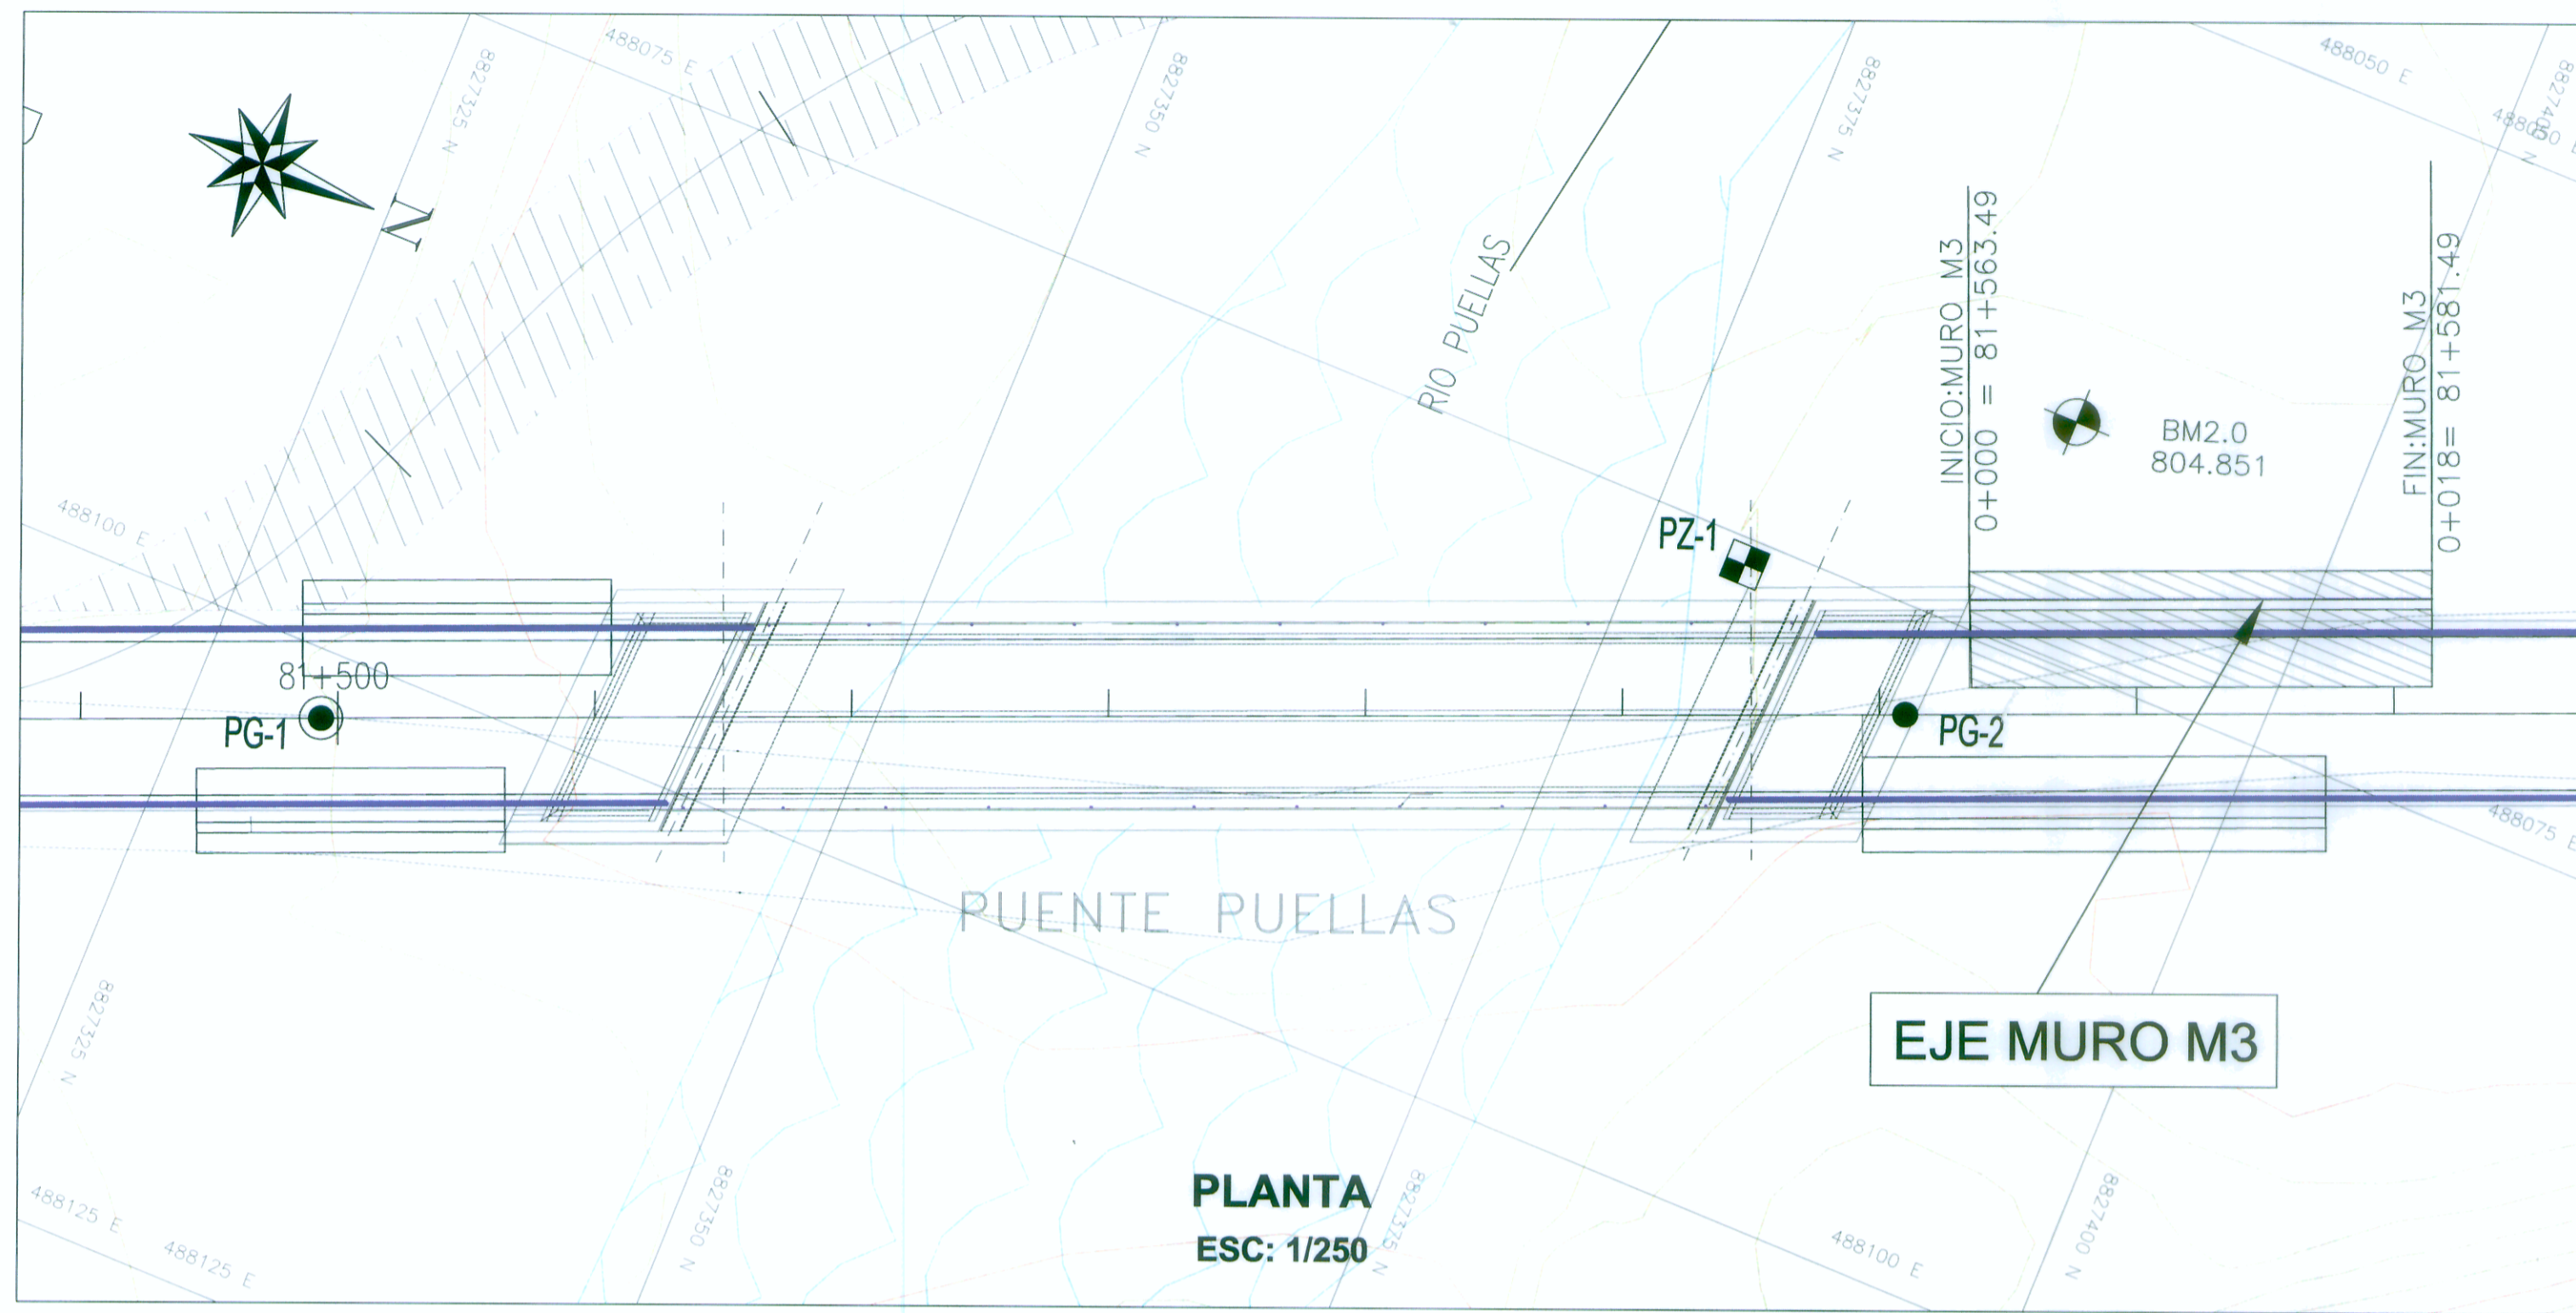 488075 E
8827325 N
8827350 N
8827375 N
488050 E
8827400 N
488050 E
N
488100 E
RIO PUELLAS
INICIO:MURO M3
0+000 = 81+563.49
BM2.0
804.851
FIN:MURO M3
0+018= 81+581.49
PZ-1
81+500
PG-1
PG-2
488075 E
PUENTE PUELLAS
EJE MURO M3
8827325 N
8827350 N
8827375 N
8827400 N
488125 E
488125 E
488100 E
PLANTA
ESC: 1/250